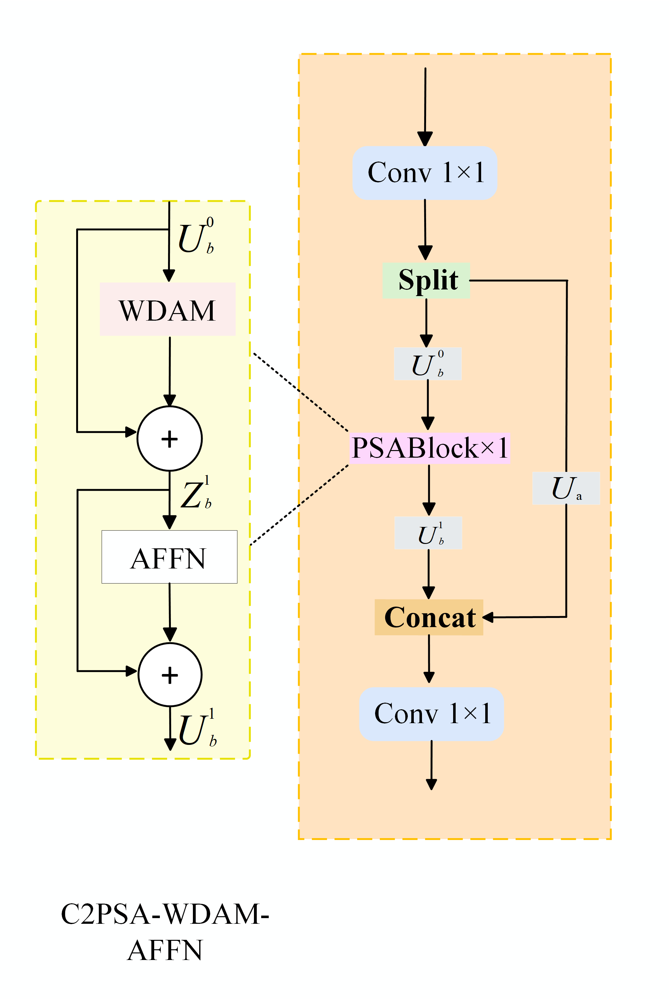 U_b^0
WDAM
+
Z_b^1
AFFN
+
U_b^1
Conv 1×1
Split
U_b^0
PSABlock×1
U_a
U_b^1
Concat
Conv 1×1
C2PSA-WDAM-
AFFN